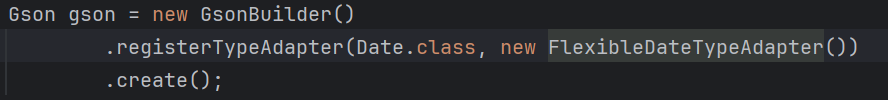 Gson gson = new GsonBuilder()
.registerTypeAdapter(Date.class, new FlexibleDateTypeAdapter())
.create();